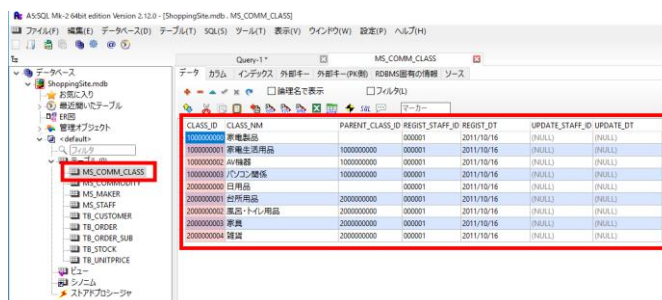 A5:SQL Mk-2 64bit edition Version 2.12.0 - [ShoppingSite.mdb . MS_COMM_CLASS]
ファイル(F) 編集(E) データベース(D) テーブル(T) SQL(S) ツール(T) 表示(V) ウインドウ(W) 設定(P) ヘルプ(H)
Query-1 * MS_COMM_CLASS
データ カラム インデックス 外部キー 外部キー(PK側) RDBMS固有の情報 ソース
論理名で表示 フィルタ(L)
SQL マーカー
データベース
ShoppingSite.mdb
お気に入り
最近開いたテーブル
ER図
管理オブジェクト
<default>
フィルタ
MS_COMM_CLASS
MS_COMMODITY
MS_MAKER
MS_STAFF
TB_CUSTOMER
TB_ORDER
TB_ORDER_SUB
TB_STOCK
TB_UNITPRICE
ビュー
シノニム
ストアドプロシージャ
CLASS_ID CLASS_NM PARENT_CLASS_ID REGIST_STAFF_ID REGIST_DT UPDATE_STAFF_ID UPDATE_DT
1000000000 家電製品 000001 2011/10/16 (NULL) (NULL)
1000000001 家電生活用品 1000000000 000001 2011/10/16 (NULL) (NULL)
1000000002 AV機器 1000000000 000001 2011/10/16 (NULL) (NULL)
1000000003 パソコン関係 1000000000 000001 2011/10/16 (NULL) (NULL)
2000000000 日用品 000001 2011/10/16 (NULL) (NULL)
2000000001 台所用品 2000000000 000001 2011/10/16 (NULL) (NULL)
2000000002 風呂・トイレ用品 2000000000 000001 2011/10/16 (NULL) (NULL)
2000000003 家具 2000000000 000001 2011/10/16 (NULL) (NULL)
2000000004 雑貨 2000000000 000001 2011/10/16 (NULL) (NULL)